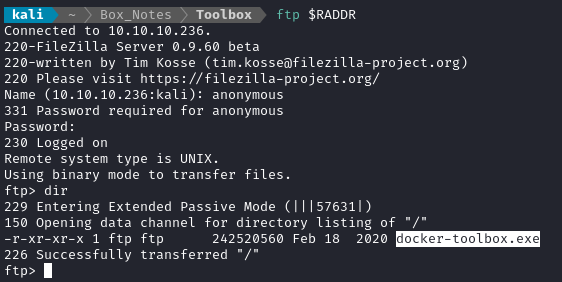 kali ~ Box_Notes Toolbox ftp $RADDR
Connected to 10.10.10.236.
220-FileZilla Server 0.9.60 beta
220-written by Tim Kosse (tim.kosse@filezilla-project.org)
220 Please visit https://filezilla-project.org/
Name (10.10.10.236:kali): anonymous
331 Password required for anonymous
Password:
230 Logged on
Remote system type is UNIX.
Using binary mode to transfer files.
ftp> dir
229 Entering Extended Passive Mode (|||57631|)
150 Opening data channel for directory listing of "/"
-r-xr-xr-x 1 ftp ftp      242520560 Feb 18  2020 docker-toolbox.exe
226 Successfully transferred "/"
ftp>